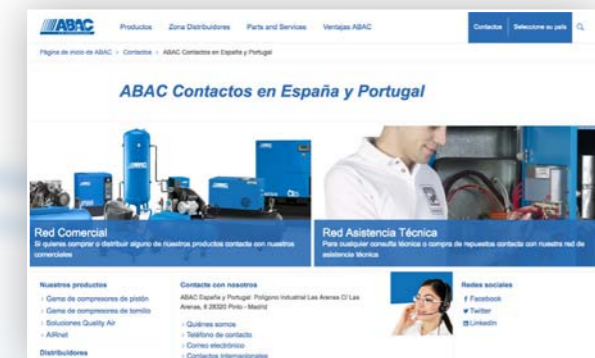 ABAC
Productos Zona Distribuidores Parts and Services Ventajas ABAC
Contactos Seleccione su país
Página de inicio de ABAC > Contactos > ABAC Contactos en España y Portugal
ABAC Contactos en España y Portugal
Red Comercial
Si quieres comprar o distribuir alguno de nuestros productos contacta con nuestros
comerciales
Red Asistencia Técnica
Para cualquier consulta técnica o compra de repuestos contacta con nuestra red de
asistencia técnica
Nuestros productos
› Gama de compresores de pistón
› Gama de compresores de tornillo
› Soluciones Quality Air
› AIRnet
Distribuidores
Contacte con nosotros
ABAC España y Portugal: Polígono Industrial Las Arenas C/ Las
Arenas, 6 28320 Pinto - Madrid
› Quiénes somos
› Teléfono de contacto
› Correo electrónico
› Contactos internacionales
Redes sociales
Facebook
Twitter
LinkedIn